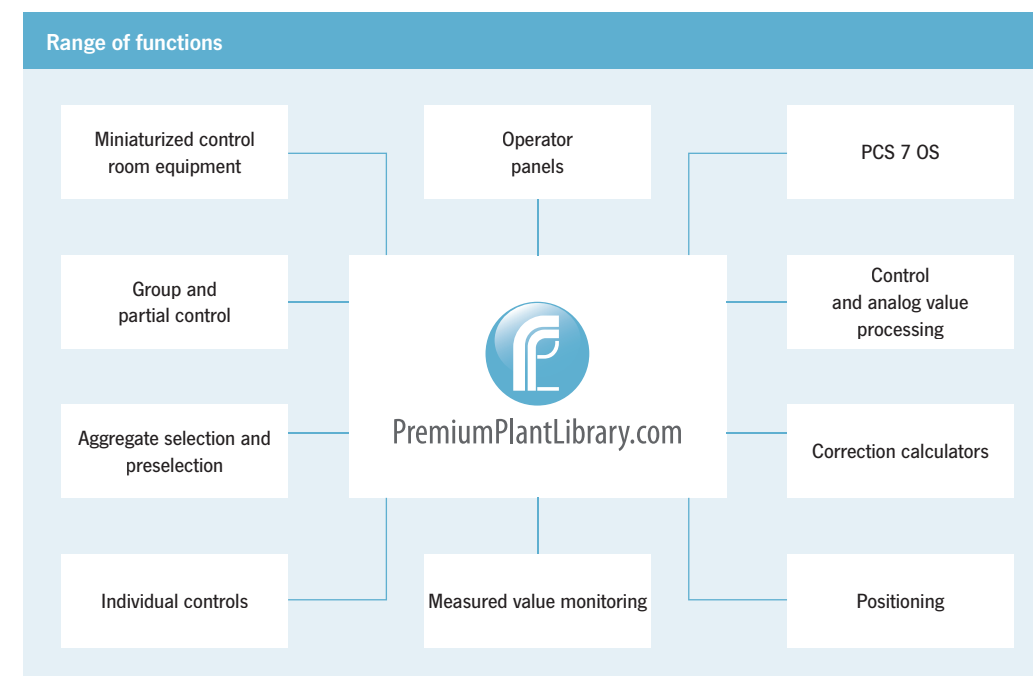 Range of functions
Miniaturized control
room equipment
Operator
panels
PCS 7 OS
Group and
partial control
Control
and analog value
processing
PremiumPlantLibrary.com
Aggregate selection and
preselection
Correction calculators
Individual controls
Measured value monitoring
Positioning